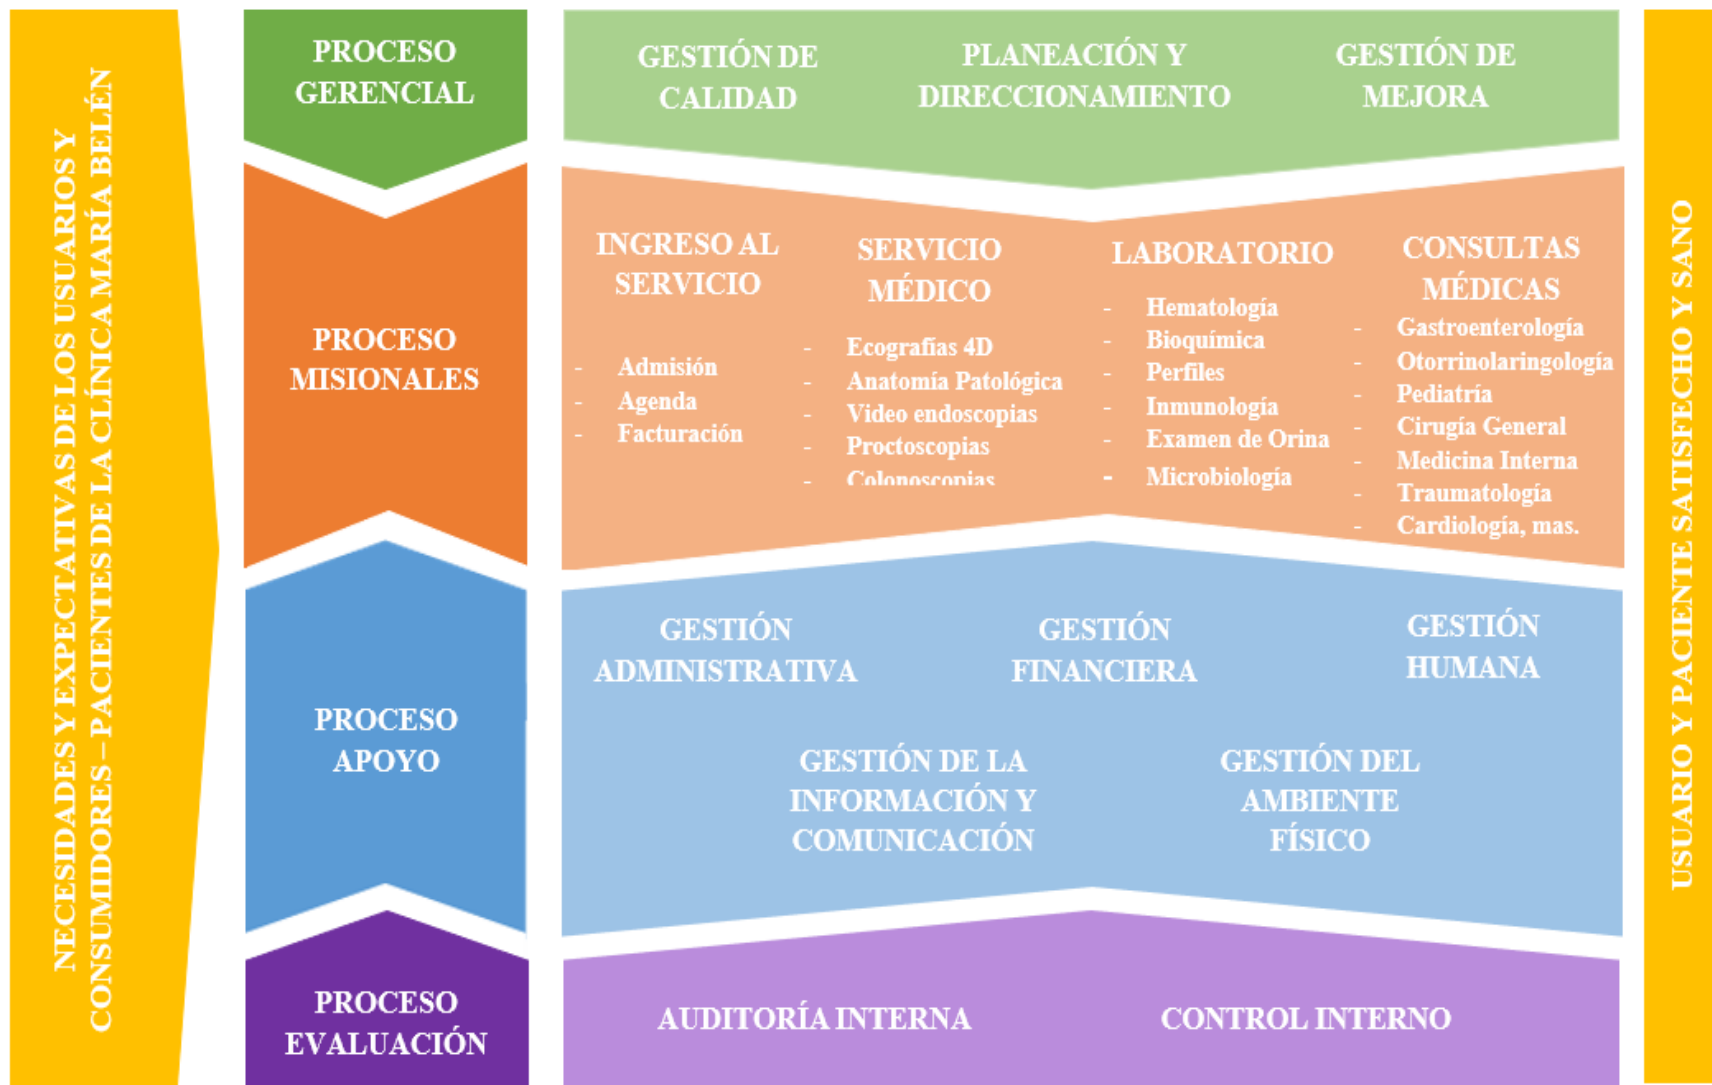 NECESIDADES Y EXPECTATIVAS DE LOS USUARIOS Y
CONSUMIDORES – PACIENTES DE LA CLÍNICA MARÍA BELÉN
PROCESO
GERENCIAL
GESTIÓN DE
CALIDAD
PLANEACIÓN Y
DIRECCIONAMIENTO
GESTIÓN DE
MEJORA
PROCESO
MISIONALES
INGRESO AL
SERVICIO
- Admisión
- Agenda
- Facturación
SERVICIO
MÉDICO
- Ecografías 4D
- Anatomía Patológica
- Video endoscopias
- Proctoscopias
- Colonoscopias
LABORATORIO
- Hematología
- Bioquímica
- Perfiles
- Inmunología
- Examen de Orina
- Microbiología
CONSULTAS
MÉDICAS
- Gastroenterología
- Otorrinolaringología
- Pediatría
- Cirugía General
- Medicina Interna
- Traumatología
- Cardiología, mas.
PROCESO
APOYO
GESTIÓN
ADMINISTRATIVA
GESTIÓN
FINANCIERA
GESTIÓN
HUMANA
GESTIÓN DE LA
INFORMACIÓN Y
COMUNICACIÓN
GESTIÓN DEL
AMBIENTE
FÍSICO
PROCESO
EVALUACIÓN
AUDITORÍA INTERNA
CONTROL INTERNO
USUARIO Y PACIENTE SATISFECHO Y SANO